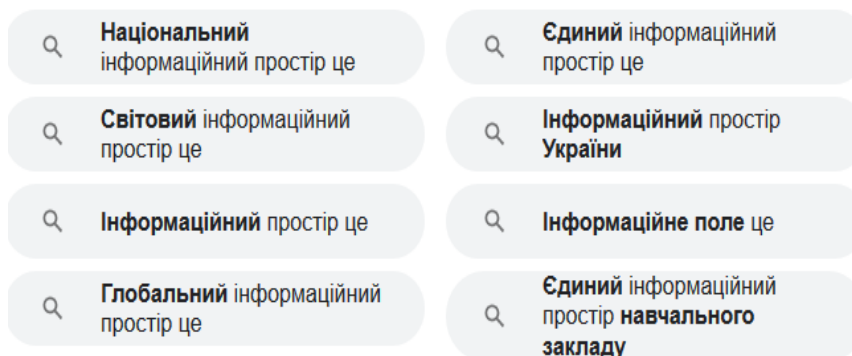 Національний
інформаційний простір це
Єдиний інформаційний
простір це
Світовий інформаційний
простір це
Інформаційний простір
України
Інформаційний простір це
Інформаційне поле це
Глобальний інформаційний
простір це
Єдиний інформаційний
простір навчального
закладу